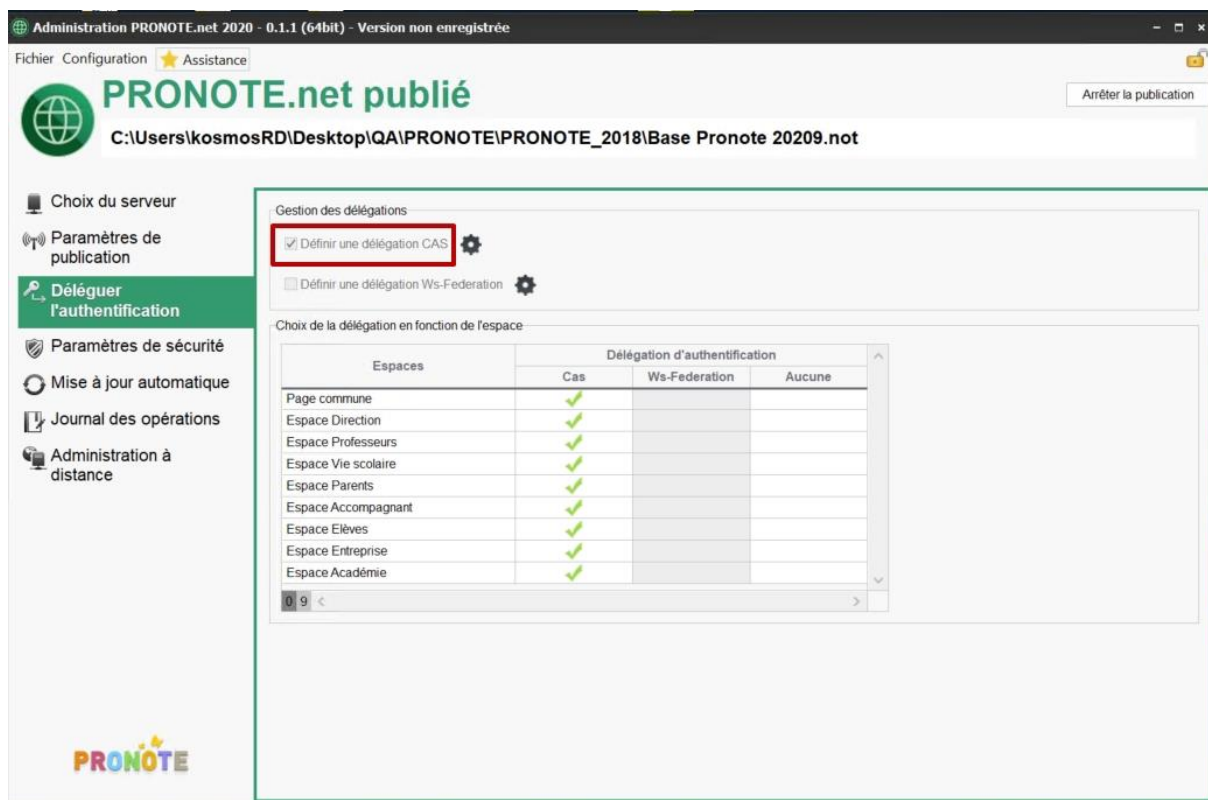 Administration PRONOTE.net 2020 - 0.1.1 (64bit) - Version non enregistrée
Fichier Configuration Assistance
PRONOTE.net publié
Arrêter la publication
C:\Users\kosmosRD\Desktop\QA\PRONOTE\PRONOTE_2018\Base Pronote 20209.not
Choix du serveur
Paramètres de
publication
Déléguer
l'authentification
Paramètres de sécurité
Mise à jour automatique
Journal des opérations
Administration à
distance
PRONOTE
Gestion des délégations
Définir une délégation CAS
Définir une délégation Ws-Federation
Choix de la délégation en fonction de l'espace
Espaces
Délégation d'authentification
Cas Ws-Federation Aucune
Page commune
Espace Direction
Espace Professeurs
Espace Vie scolaire
Espace Parents
Espace Accompagnant
Espace Elèves
Espace Entreprise
Espace Académie
0 9